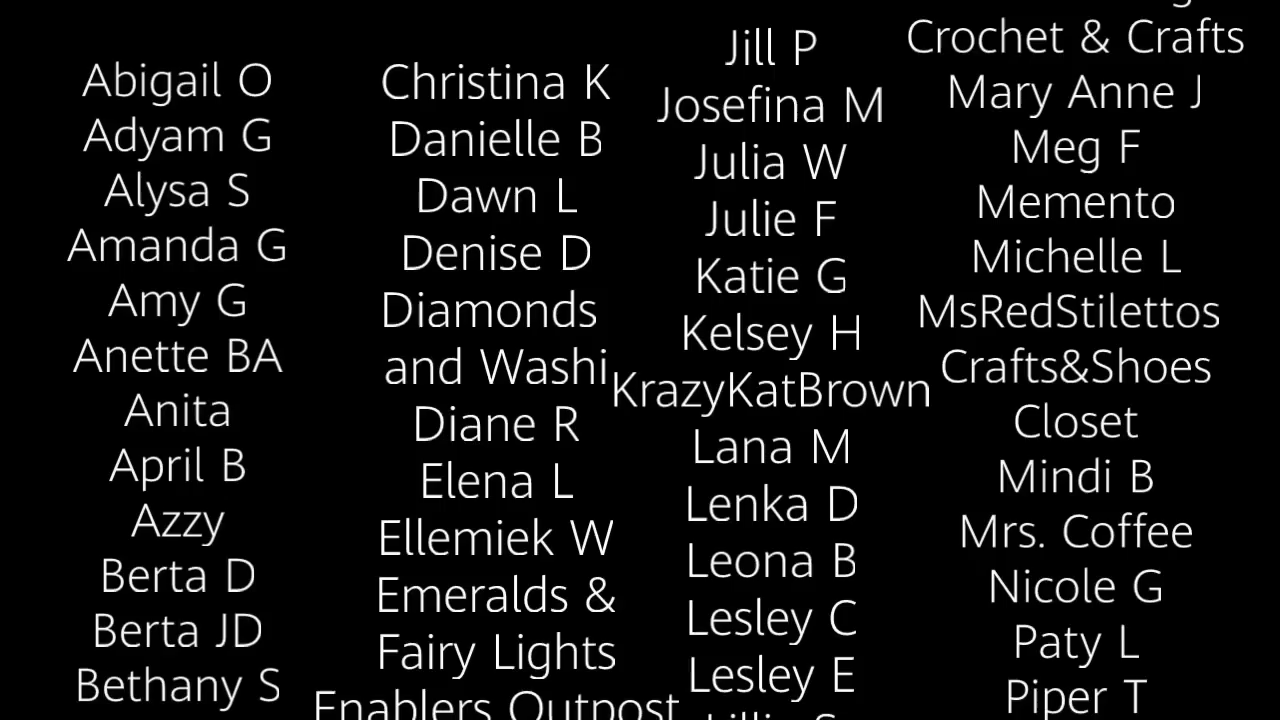 Abigail O
Adyam G
Alysa S
Amanda G
Amy G
Anette BA
Anita
April B
Azzy
Berta D
Berta JD
Bethany S
Christina K
Danielle B
Dawn L
Denise D
Diamonds
and Washi
Diane R
Elena L
Ellemiek W
Emeralds &
Fairy Lights
Enablers Outpost
Jill P
Josefina M
Julia W
Julie F
Katie G
Kelsey H
KrazyKatBrown
Lana M
Lenka D
Leona B
Lesley C
Lesley E
Crochet & Crafts
Mary Anne J
Meg F
Memento
Michelle L
MsRedStilettos
Crafts&Shoes
Closet
Mindi B
Mrs. Coffee
Nicole G
Paty L
Piper T